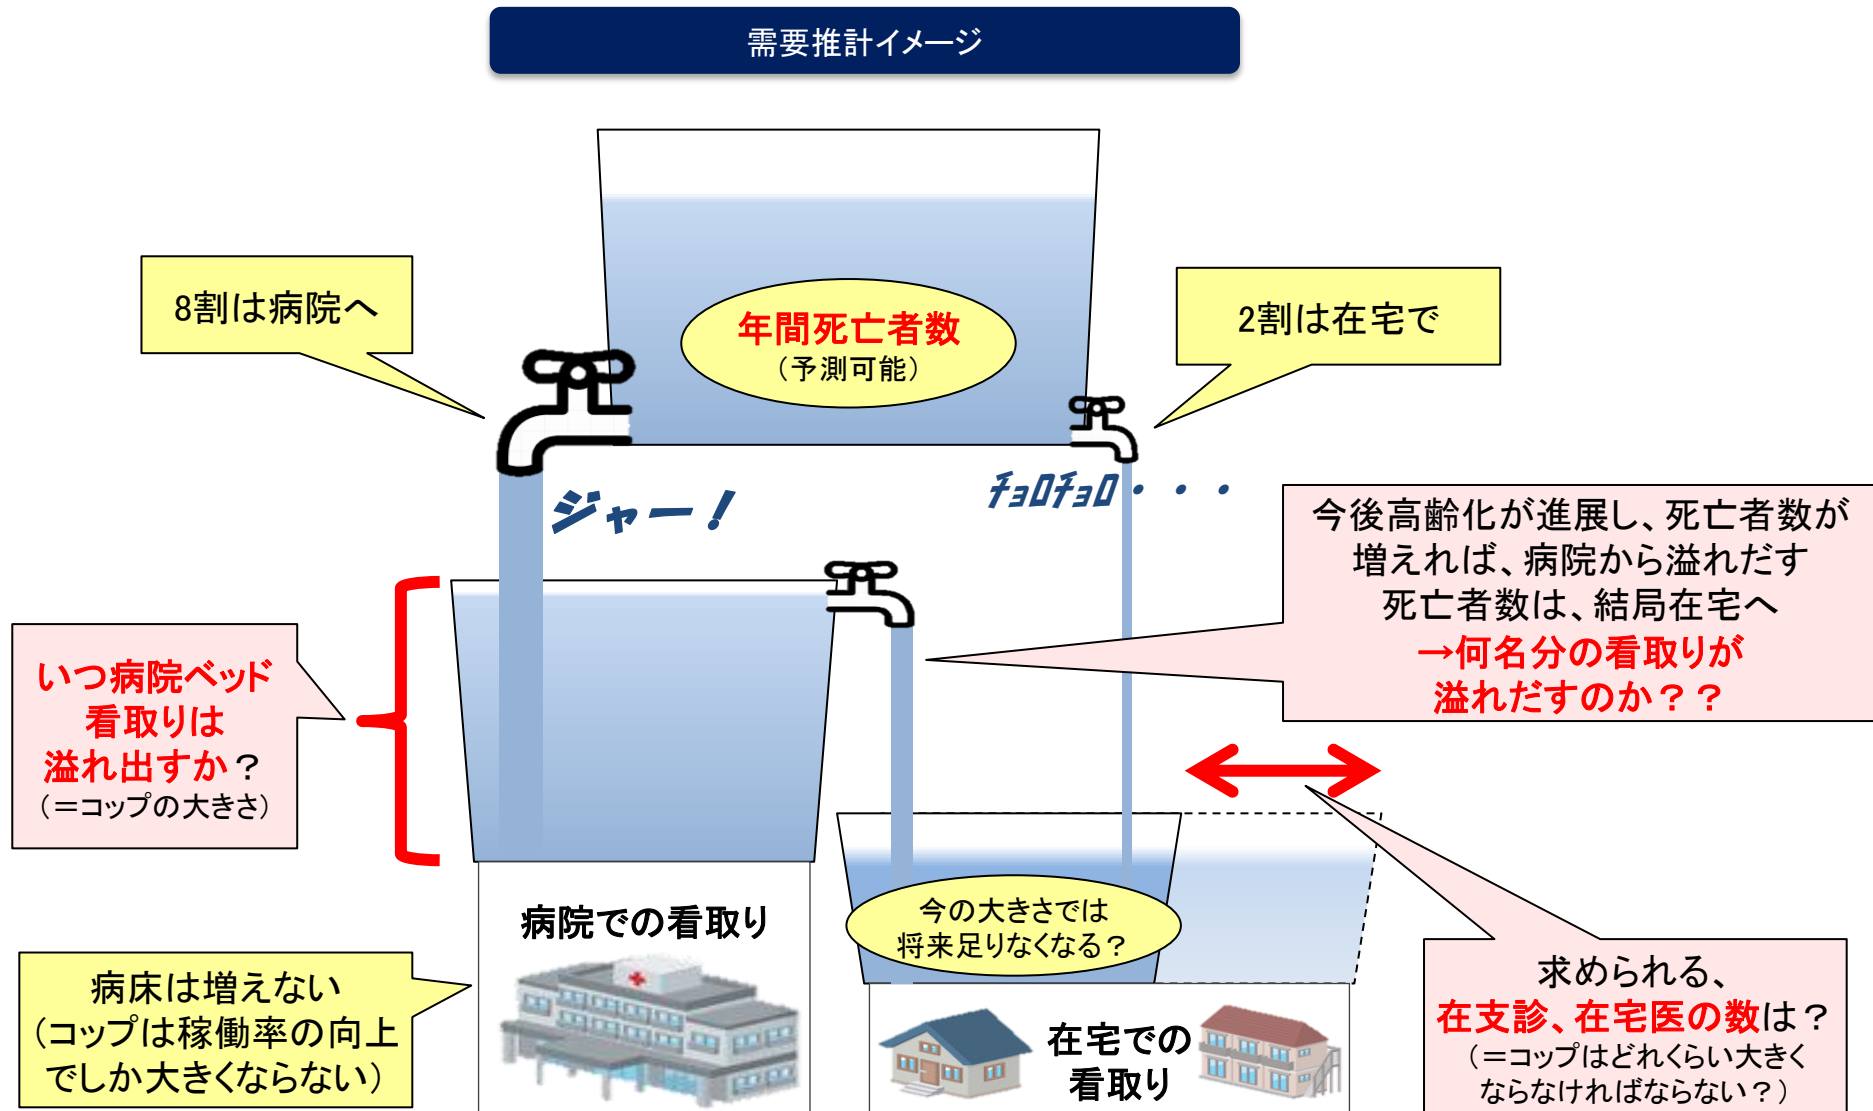 需要推計イメージ
8割は病院へ
年間死亡者数
（予測可能）
2割は在宅で
ジャー！
ﾁｮﾛﾁｮﾛ・・・
今後高齢化が進展し、死亡者数が
増えれば、病院から溢れだす
死亡者数は、結局在宅へ
→何名分の看取りが
溢れだすのか？？
いつ病院ベッド
看取りは
溢れ出すか？
（＝コップの大きさ）
今の大きさでは
将来足りなくなる？
病院での看取り
病床は増えない
（コップは稼働率の向上
でしか大きくならない）
在宅での
看取り
求められる、
在支診、在宅医の数は？
（＝コップはどれくらい大きく
ならなければならない？）